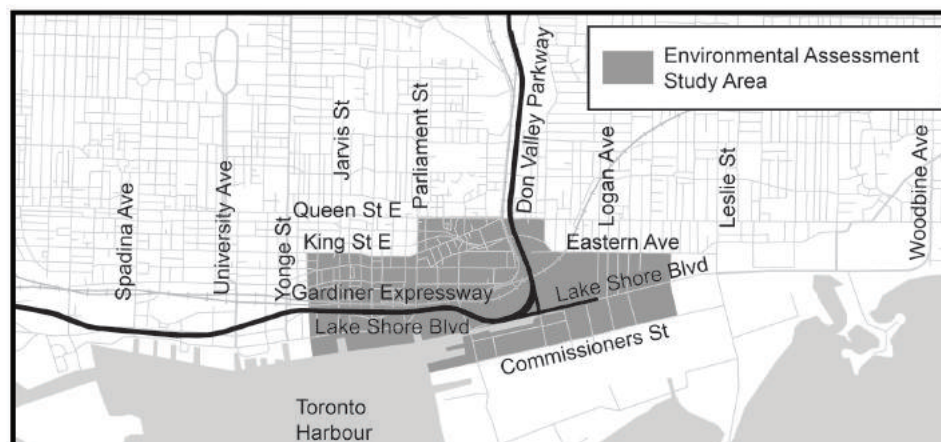 Environmental Assessment
Study Area
Spadina Ave
University Ave
Yonge St
Jarvis St
Parliament St
Don Valley Parkway
Logan Ave
Leslie St
Woodbine Ave
Queen St E
King St E
Eastern Ave
Gardiner Expressway
Lake Shore Blvd
Lake Shore Blvd
Commissioners St
Toronto
Harbour